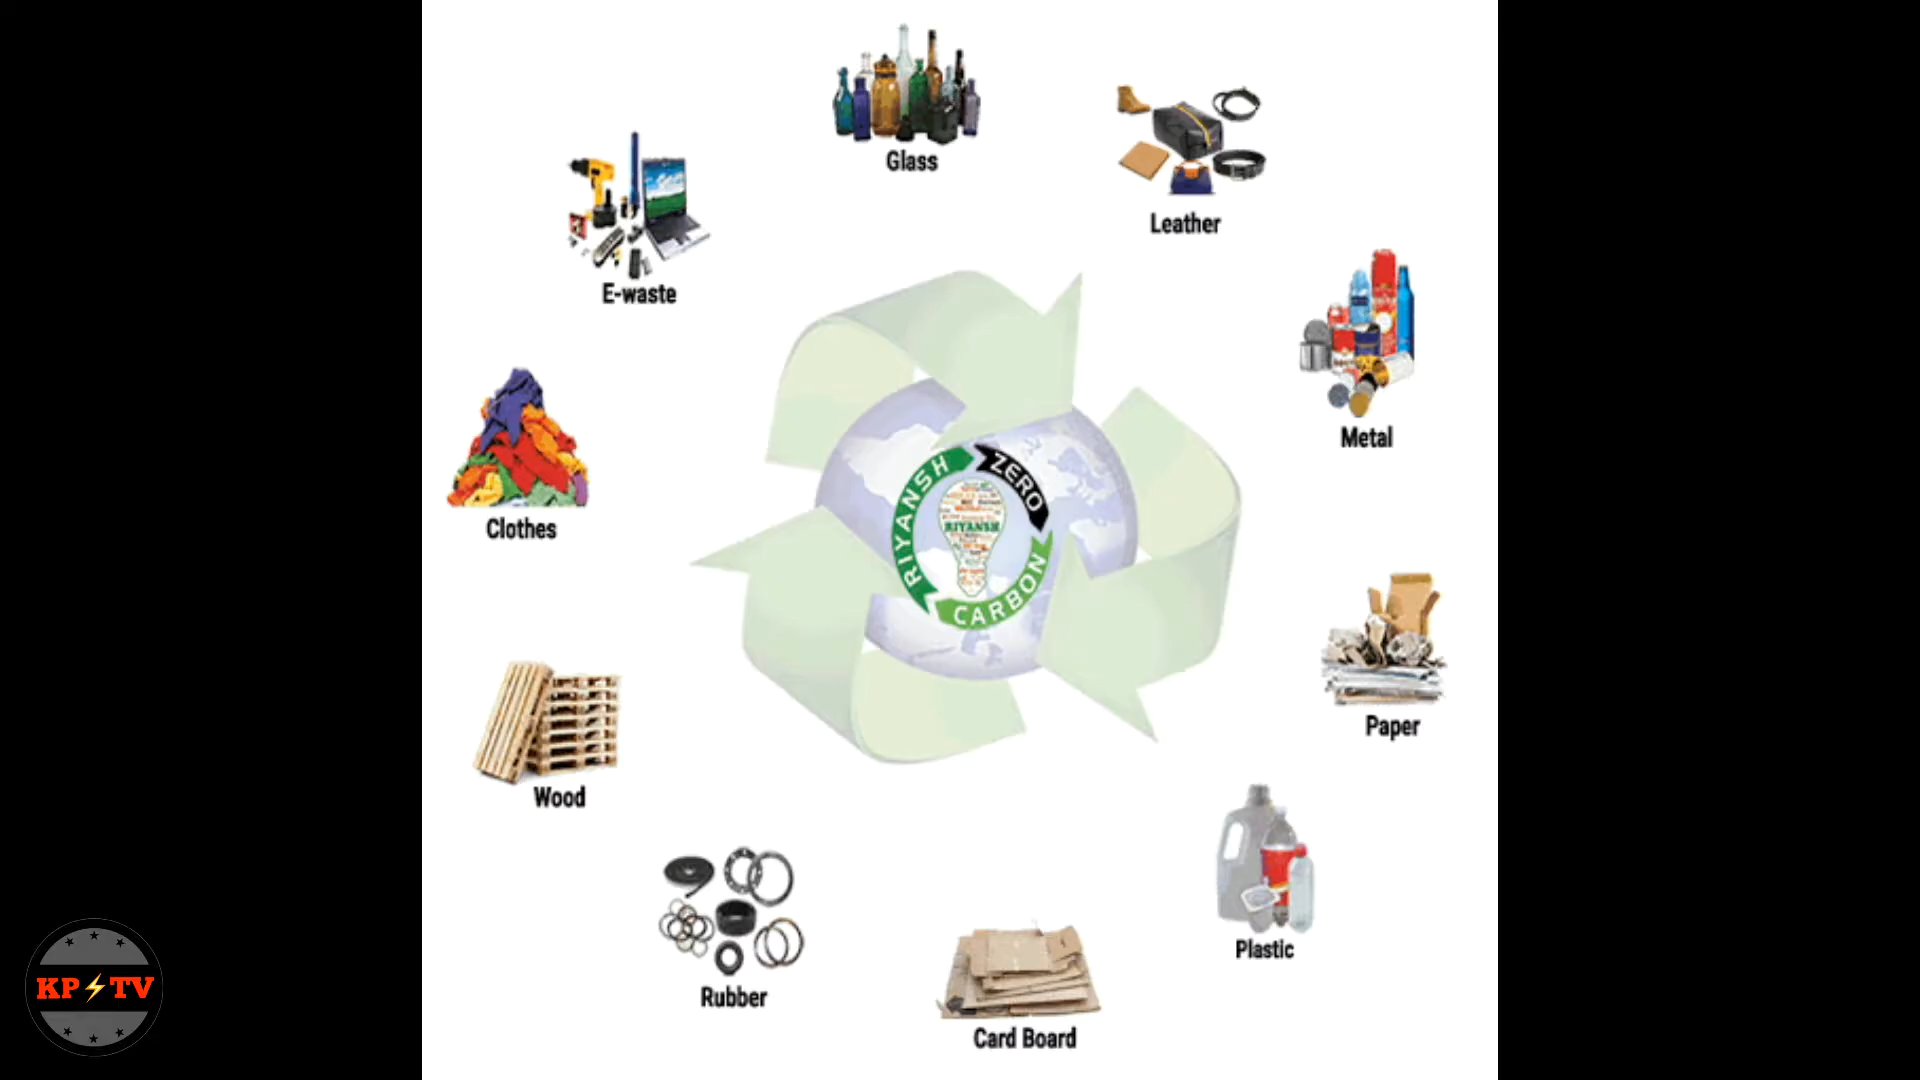 Glass
Leather
E-waste
Metal
RIYANSH
ZERO
CARBON
RIYANSH
Clothes
Paper
Wood
Plastic
Rubber
Card Board
KP TV